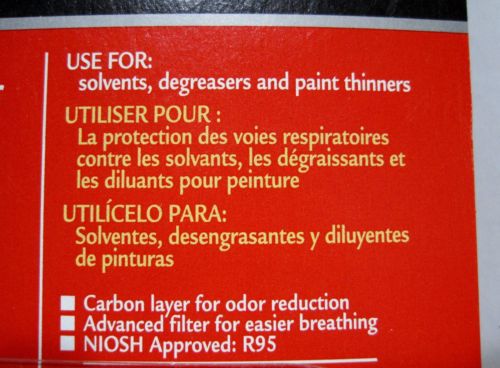 USE FOR:
solvents, degreasers and paint thinners
UTILISER POUR :
La protection des voies respiratoires
contre les solvants, les dégraissants et
les diluants pour peinture
UTILÍCELO PARA:
Solventes, desengrasantes y diluyentes
de pinturas
Carbon layer for odor reduction
Advanced filter for easier breathing
NIOSH Approved: R95